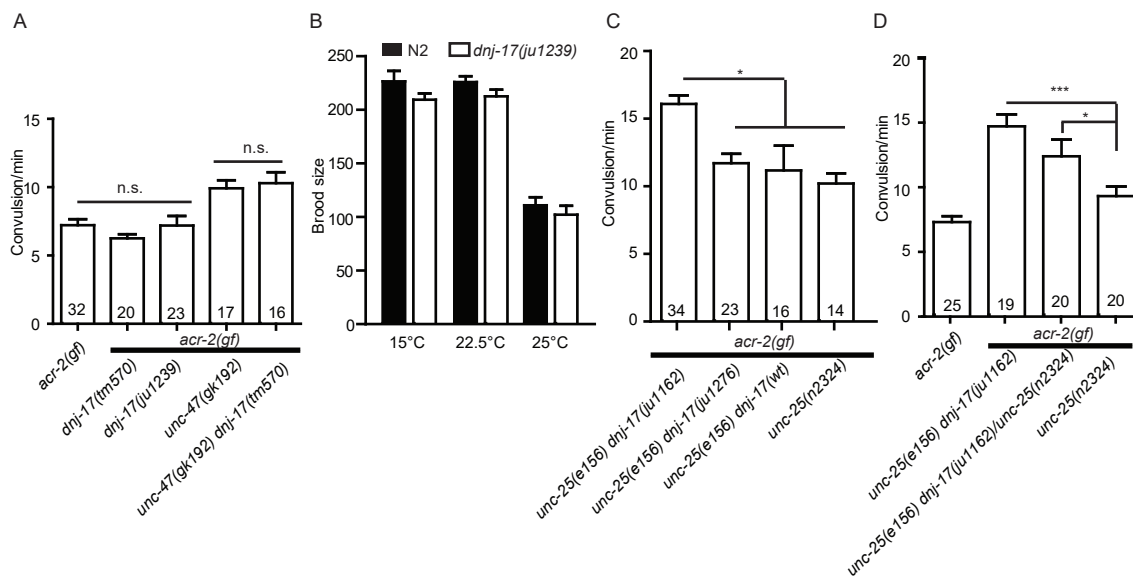 A
Convulsion/min
15
10
5
0
n.s.
n.s.
32
20
23
17
16
acr-2(gf)
acr-2(gf)
dnj-17(tm570)
dnj-17(ju1239)
unc-47(gk192)
unc-47(gk192) dnj-17(tm570)
B
N2
dnj-17(ju1239)
Brood size
250
200
150
100
50
0
15°C
22.5°C
25°C
C
Convulsion/min
20
15
10
5
0
*
34
23
16
14
acr-2(gf)
unc-25(e156) dnj-17(ju1162)
unc-25(e156) dnj-17(ju1276)
unc-25(e156) dnj-17(wt)
unc-25(n2324)
D
Convulsion/min
20
15
10
5
0
***
*
25
19
20
20
acr-2(gf)
acr-2(gf)
unc-25(e156) dnj-17(ju1162)
unc-25(e156) dnj-17(ju1162)/unc-25(n2324)
unc-25(n2324)